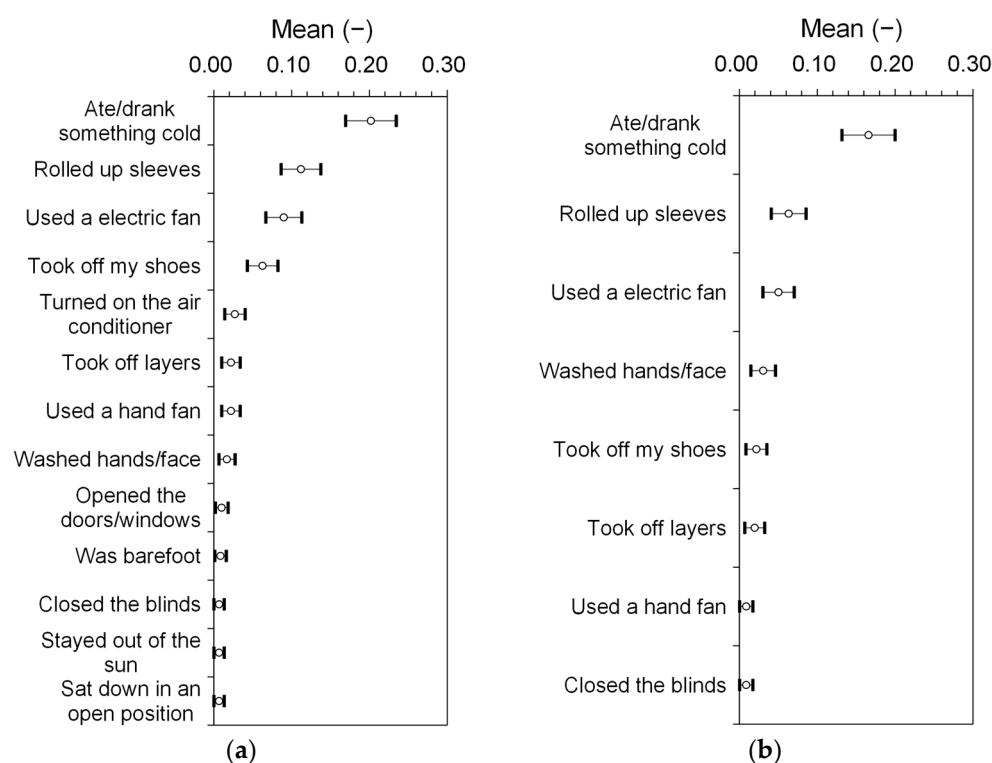 Mean (−)
0.00 0.10 0.20 0.30
Ate/drank
something cold
Rolled up sleeves
Used a electric fan
Took off my shoes
Turned on the air
conditioner
Took off layers
Used a hand fan
Washed hands/face
Opened the
doors/windows
Was barefoot
Closed the blinds
Stayed out of the
sun
Sat down in an
open position
(a)
Mean (−)
0.00 0.10 0.20 0.30
Ate/drank
something cold
Rolled up sleeves
Used a electric fan
Washed hands/face
Took off my shoes
Took off layers
Used a hand fan
Closed the blinds
(b)